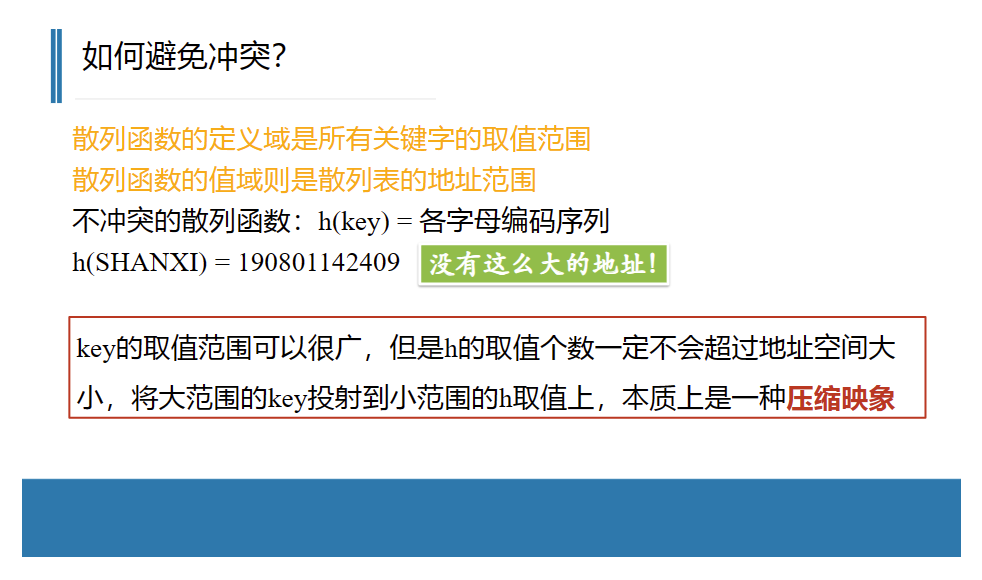 如何避免冲突？
散列函数的定义域是所有关键字的取值范围
散列函数的值域则是散列表的地址范围
不冲突的散列函数：h(key) = 各字母编码序列
h(SHANXI) = 190801142409 没有这么大的地址!
key的取值范围可以很广，但是h的取值个数一定不会超过地址空间大
小，将大范围的key投射到小范围的h取值上，本质上是一种压缩映象